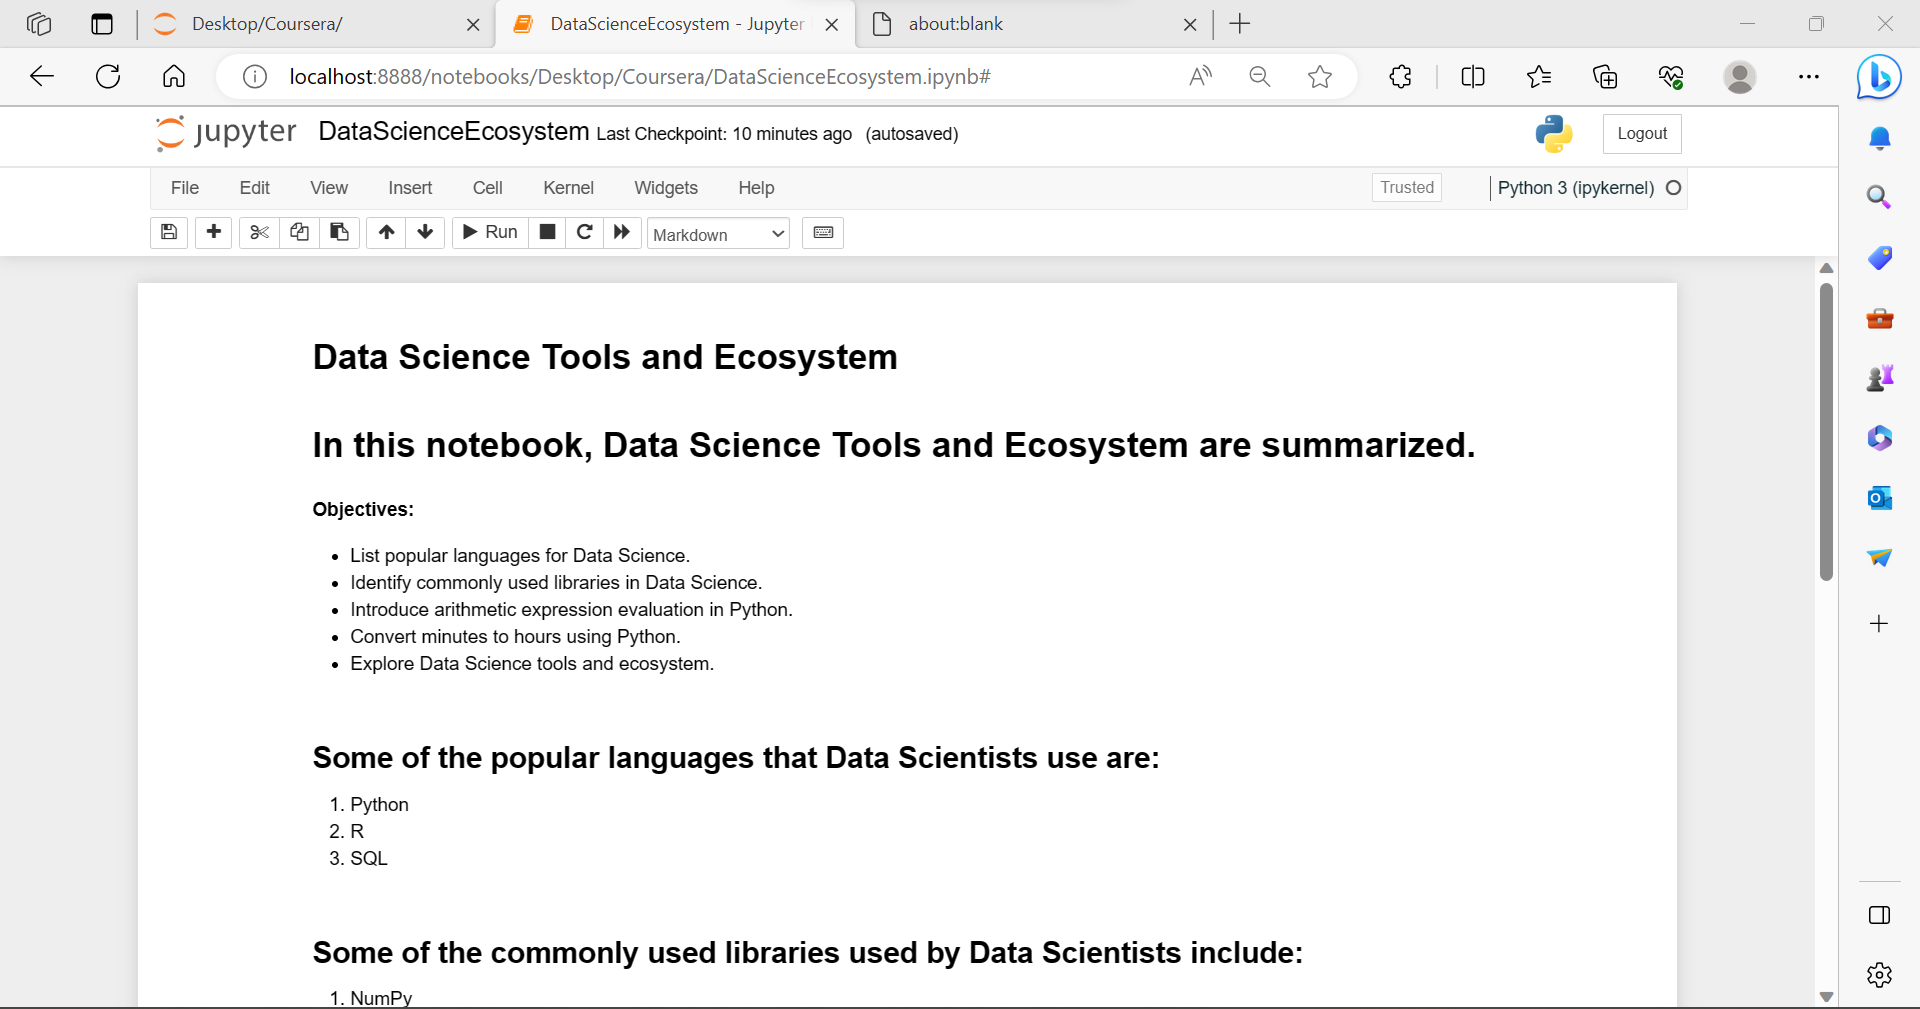 Desktop/Coursera/
DataScienceEcosystem - Jupyter
about:blank
localhost:8888/notebooks/Desktop/Coursera/DataScienceEcosystem.ipynb#
jupyter DataScienceEcosystem Last Checkpoint: 10 minutes ago (autosaved)
Logout
File Edit View Insert Cell Kernel Widgets Help
Trusted
Python 3 (ipykernel)
Run
Markdown
Data Science Tools and Ecosystem
In this notebook, Data Science Tools and Ecosystem are summarized.
Objectives:
• List popular languages for Data Science.
• Identify commonly used libraries in Data Science.
• Introduce arithmetic expression evaluation in Python.
• Convert minutes to hours using Python.
• Explore Data Science tools and ecosystem.
Some of the popular languages that Data Scientists use are:
1. Python
2. R
3. SQL
Some of the commonly used libraries used by Data Scientists include:
1. NumPy